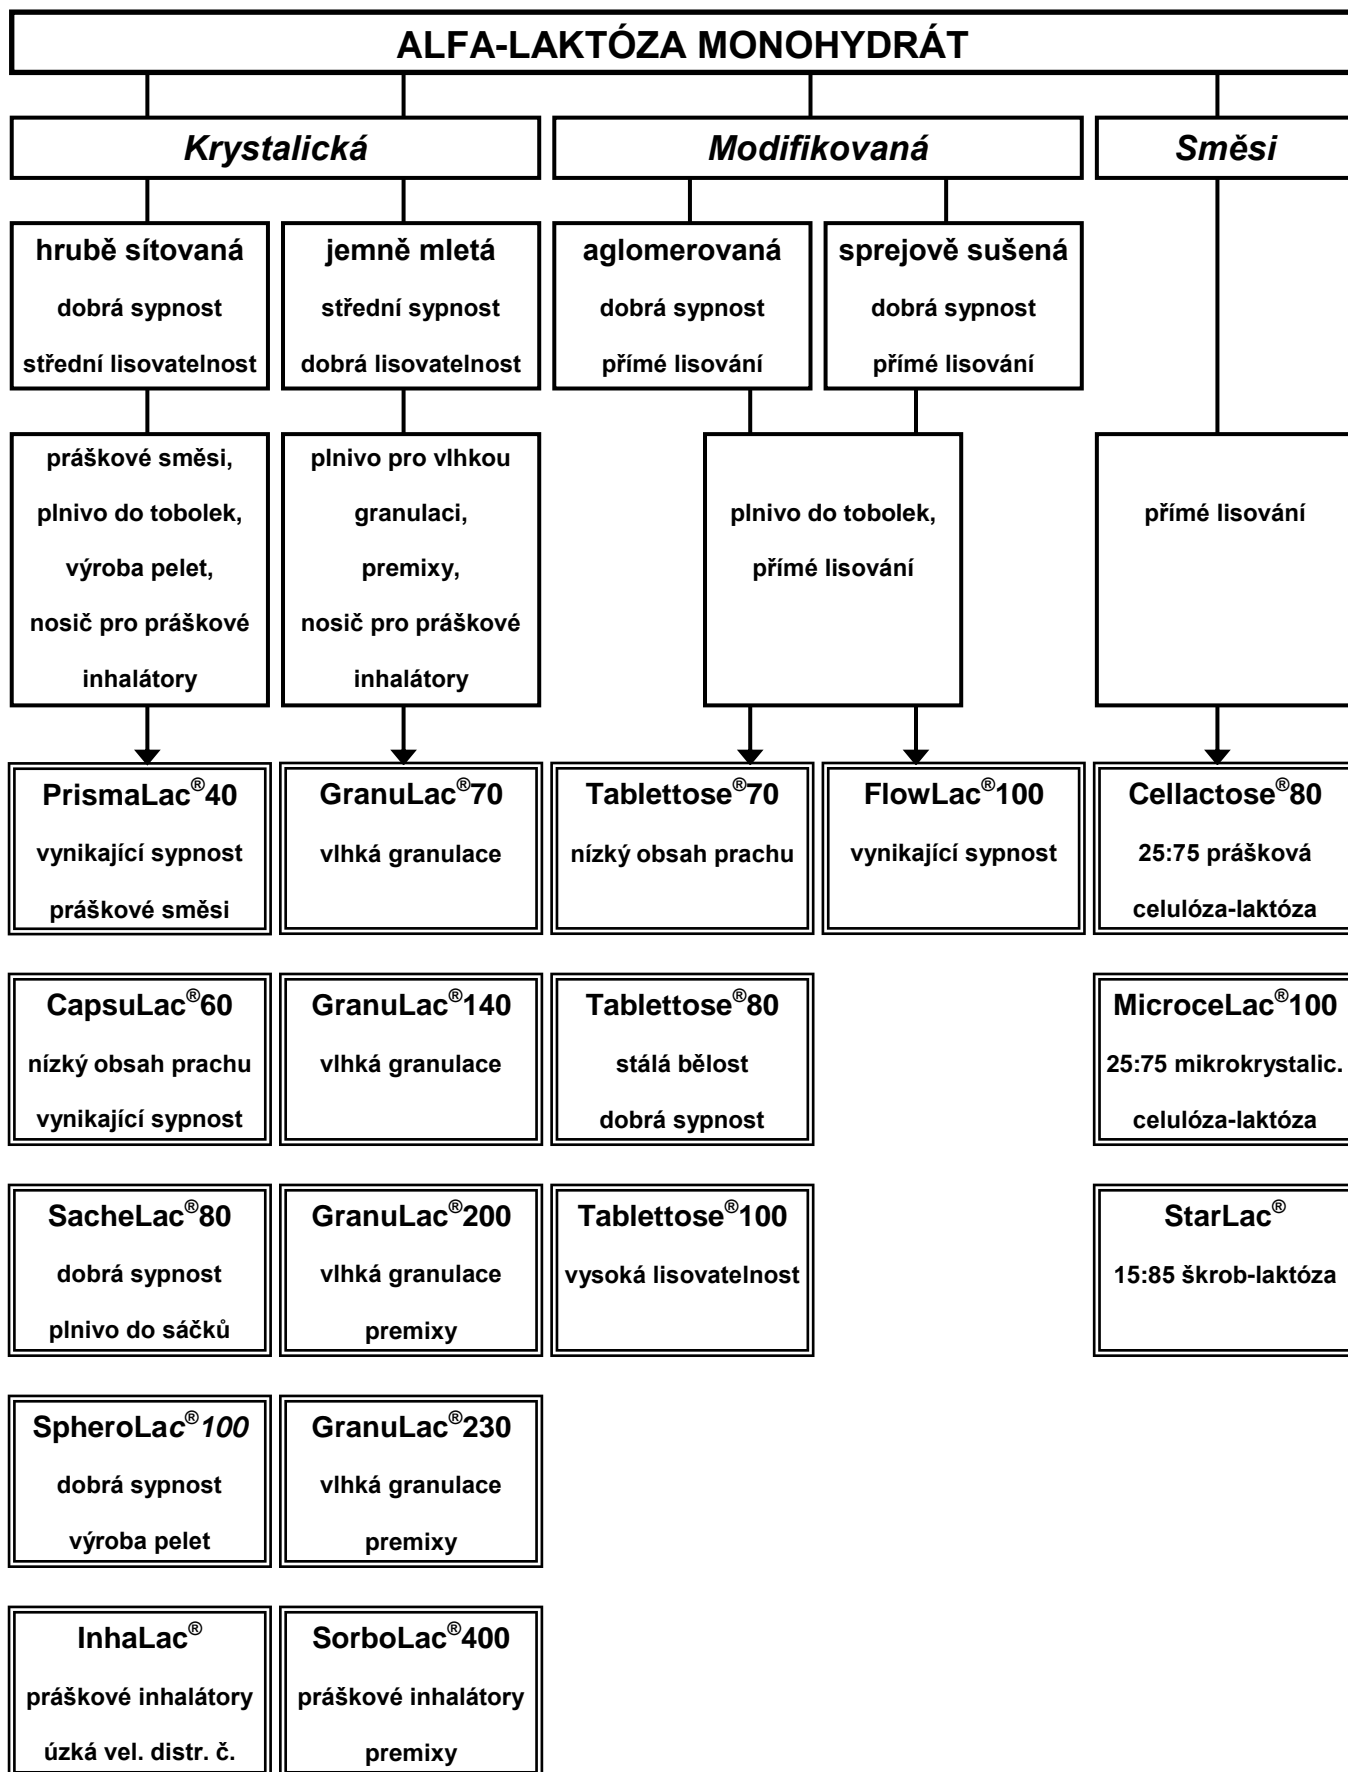 ALFA-LAKTÓZA MONOHYDRÁT
Krystalická
Modifikovaná
Směsi
hrubě sítovaná
dobrá sypnost
střední lisovatelnost
jemně mletá
střední sypnost
dobrá lisovatelnost
aglomerovaná
dobrá sypnost
přímé lisování
sprejově sušená
dobrá sypnost
přímé lisování
práškové směsi,
plnivo do tobolek,
výroba pelet,
nosič pro práškové
inhalátory
plnivo pro vlhkou
granulaci,
premixy,
nosič pro práškové
inhalátory
plnivo do tobolek,
přímé lisování
přímé lisování
PrismaLac®40
vynikající sypnost
práškové směsi
GranuLac®70
vlhká granulace
Tablettose®70
nízký obsah prachu
FlowLac®100
vynikající sypnost
Cellactose®80
25:75 prášková
celulóza-laktóza
CapsuLac®60
nízký obsah prachu
vynikající sypnost
GranuLac®140
vlhká granulace
Tablettose®80
stálá bělost
dobrá sypnost
MicroceLac®100
25:75 mikrokrystalic.
celulóza-laktóza
SacheLac®80
dobrá sypnost
plnivo do sáčků
GranuLac®200
vlhká granulace
premixy
Tablettose®100
vysoká lisovatelnost
StarLac®
15:85 škrob-laktóza
SpheroLac®100
dobrá sypnost
výroba pelet
GranuLac®230
vlhká granulace
premixy
InhaLac®
práškové inhalátory
úzká vel. distr. č.
SorboLac®400
práškové inhalátory
premixy